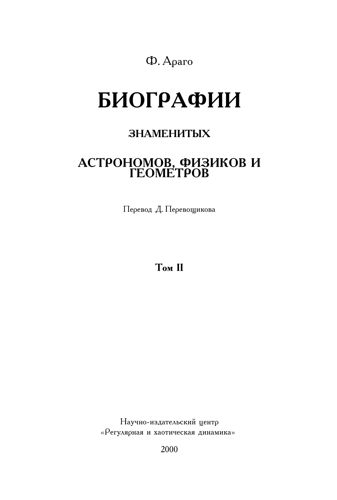 Ф. Араго
БИОГРАФИИ
ЗНАМЕНИТЫХ
АСТРОНОМОВ, ФИЗИКОВ И
ГЕОМЕТРОВ
Перевод Д. Перевощикова
Том II
Научно-издательский центр
«Регулярная и хаотическая динамика»
2000